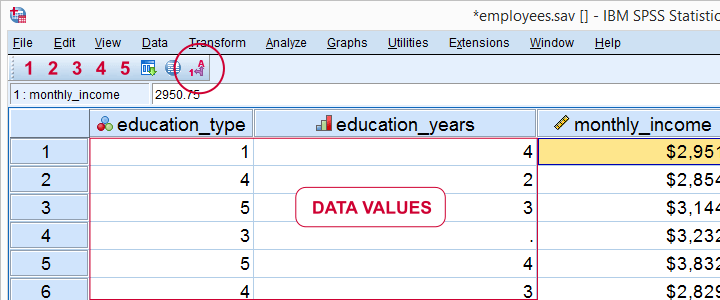 *employees.sav [] - IBM SPSS Statistic
File Edit View Data Transform Analyze Graphs Utilities Extensions Window Help
1 2 3 4 5 1 A
1 : monthly_income 2950.75
education_type education_years monthly_income
1 1 4 $2,951
2 4 2 $2,854
3 5 3 $3,144
DATA VALUES
4 3 . $3,232
5 5 4 $3,832
6 4 3 $2,829